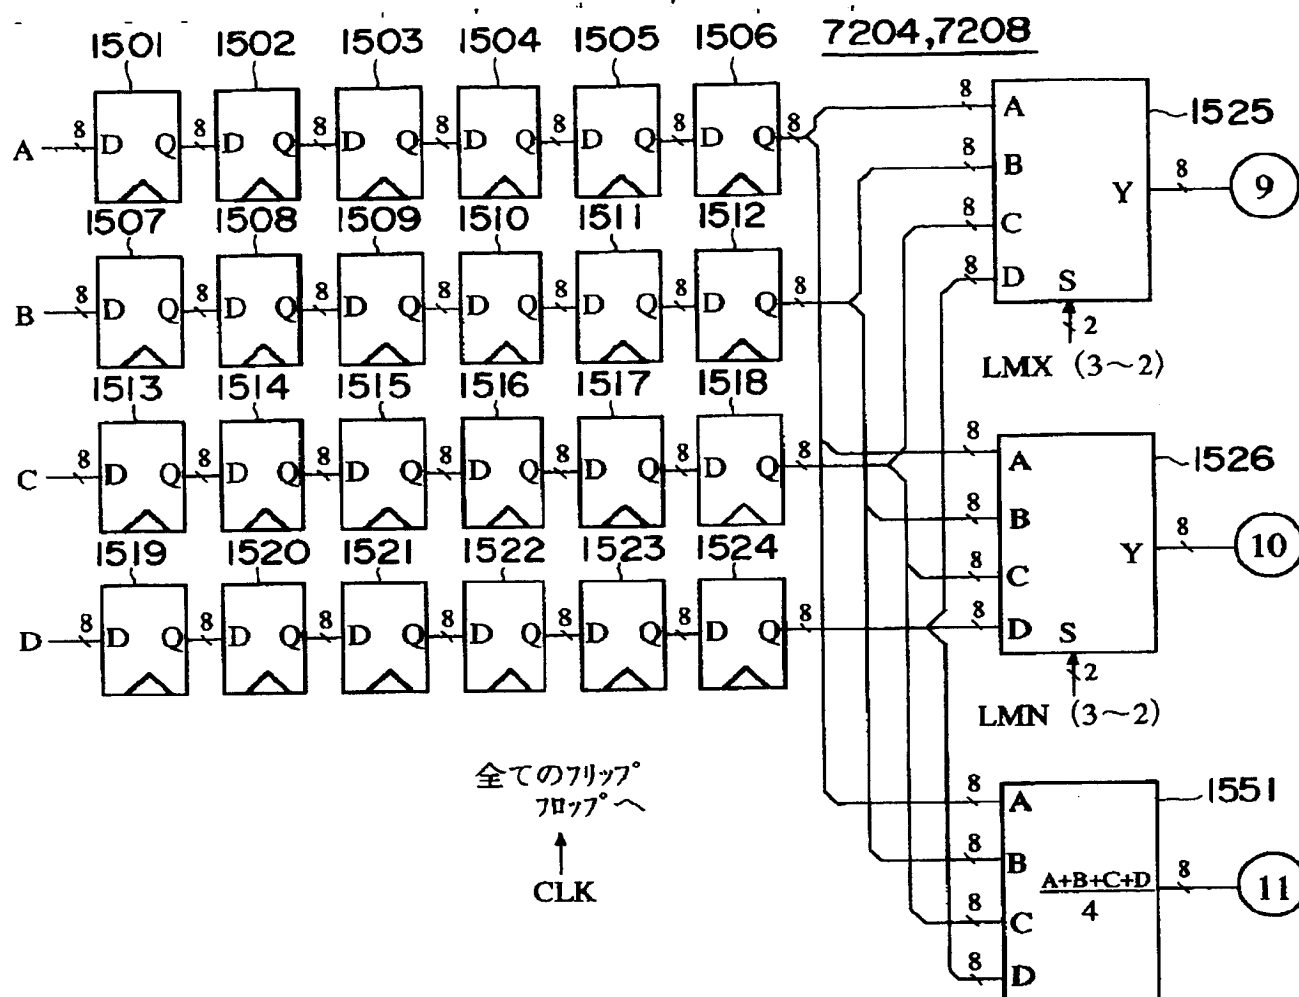 7204,7208
1501 1502 1503 1504 1505 1506
A 8 D Q 8 D Q 8 D Q 8 D Q 8 D Q 8 D Q 8
1507 1508 1509 1510 1511 1512
B 8 D Q 8 D Q 8 D Q 8 D Q 8 D Q 8 D Q 8
1513 1514 1515 1516 1517 1518
C 8 D Q 8 D Q 8 D Q 8 D Q 8 D Q 8 D Q 8
1519 1520 1521 1522 1523 1524
D 8 D Q 8 D Q 8 D Q 8 D Q 8 D Q 8 D Q 8
8 A
8 B
8 C
8 D
S
Y
1525
8
9
2
LMX (3~2)
8 A
8 B
8 C
8 D
S
Y
1526
8
10
2
LMN (3~2)
8 A
8 B
8 C
8 D
A+B+C+D
4
1551
8
11
全てのフリップ
フロップへ
CLK